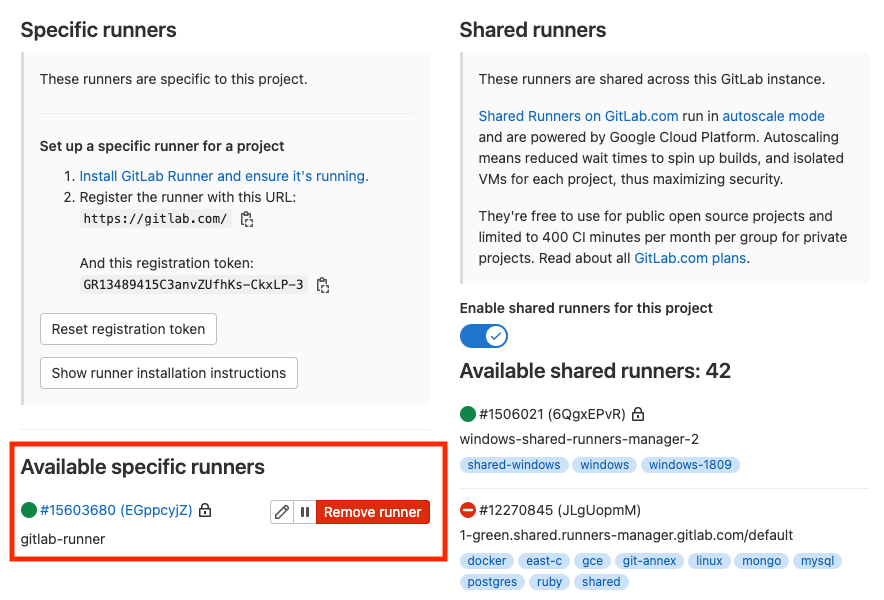 Specific runners
These runners are specific to this project.
Set up a specific runner for a project
1. Install GitLab Runner and ensure it's running.
2. Register the runner with this URL:
https://gitlab.com/
And this registration token:
GR13489415C3anvZUfhKs-CkxLP-3
Reset registration token
Show runner installation instructions
Available specific runners
#15603680 (EGppcyjZ)
Remove runner
gitlab-runner
Shared runners
These runners are shared across this GitLab instance.
Shared Runners on GitLab.com run in autoscale mode
and are powered by Google Cloud Platform. Autoscaling
means reduced wait times to spin up builds, and isolated
VMs for each project, thus maximizing security.
They're free to use for public open source projects and
limited to 400 CI minutes per month per group for private
projects. Read about all GitLab.com plans.
Enable shared runners for this project
Available shared runners: 42
#1506021 (6QgxEPvR)
windows-shared-runners-manager-2
shared-windows windows windows-1809
#12270845 (JLgUopmM)
1-green.shared.runners-manager.gitlab.com/default
docker east-c gce git-annex linux mongo mysql
postgres ruby shared